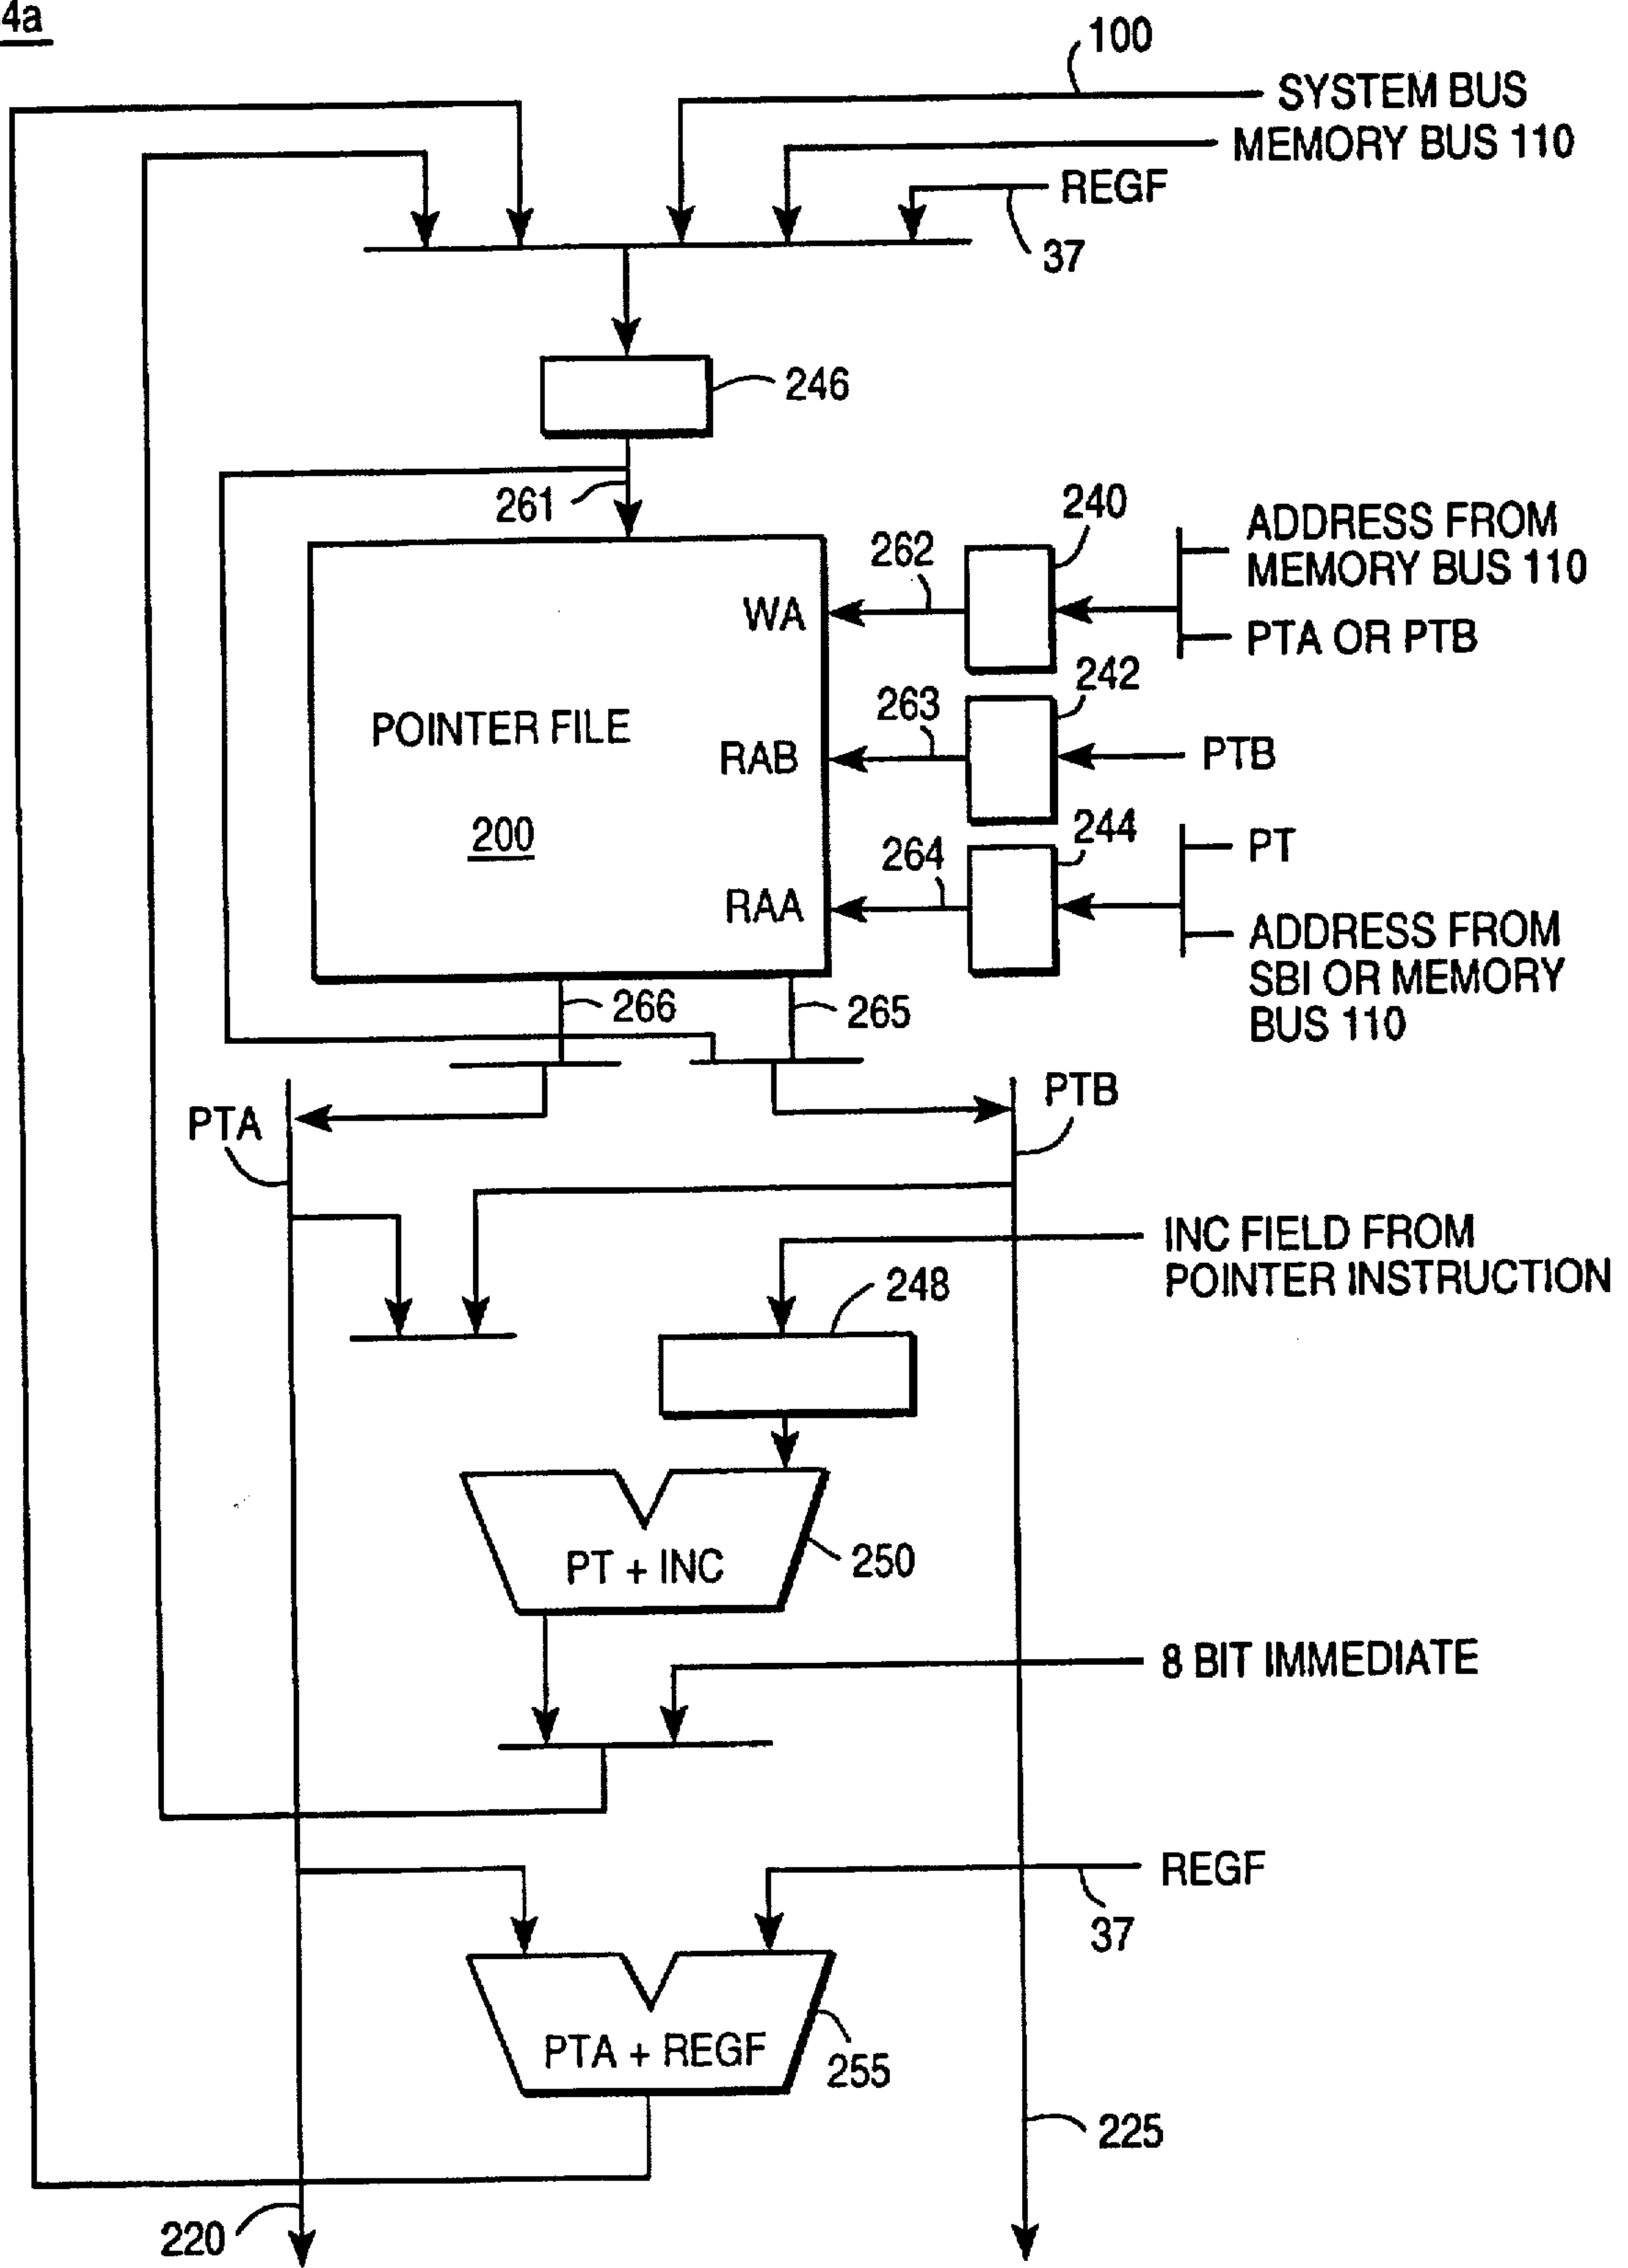 4a
100
SYSTEM BUS
MEMORY BUS 110
REGF
37
246
261
240
ADDRESS FROM
MEMORY BUS 110
262
WA
PTA OR PTB
242
263
POINTER FILE
RAB
PTB
244
200
264
PT
RAA
ADDRESS FROM
SBI OR MEMORY
BUS 110
266
265
PTA
PTB
INC FIELD FROM
POINTER INSTRUCTION
248
PT + INC
250
8 BIT IMMEDIATE
REGF
37
PTA + REGF
255
225
220